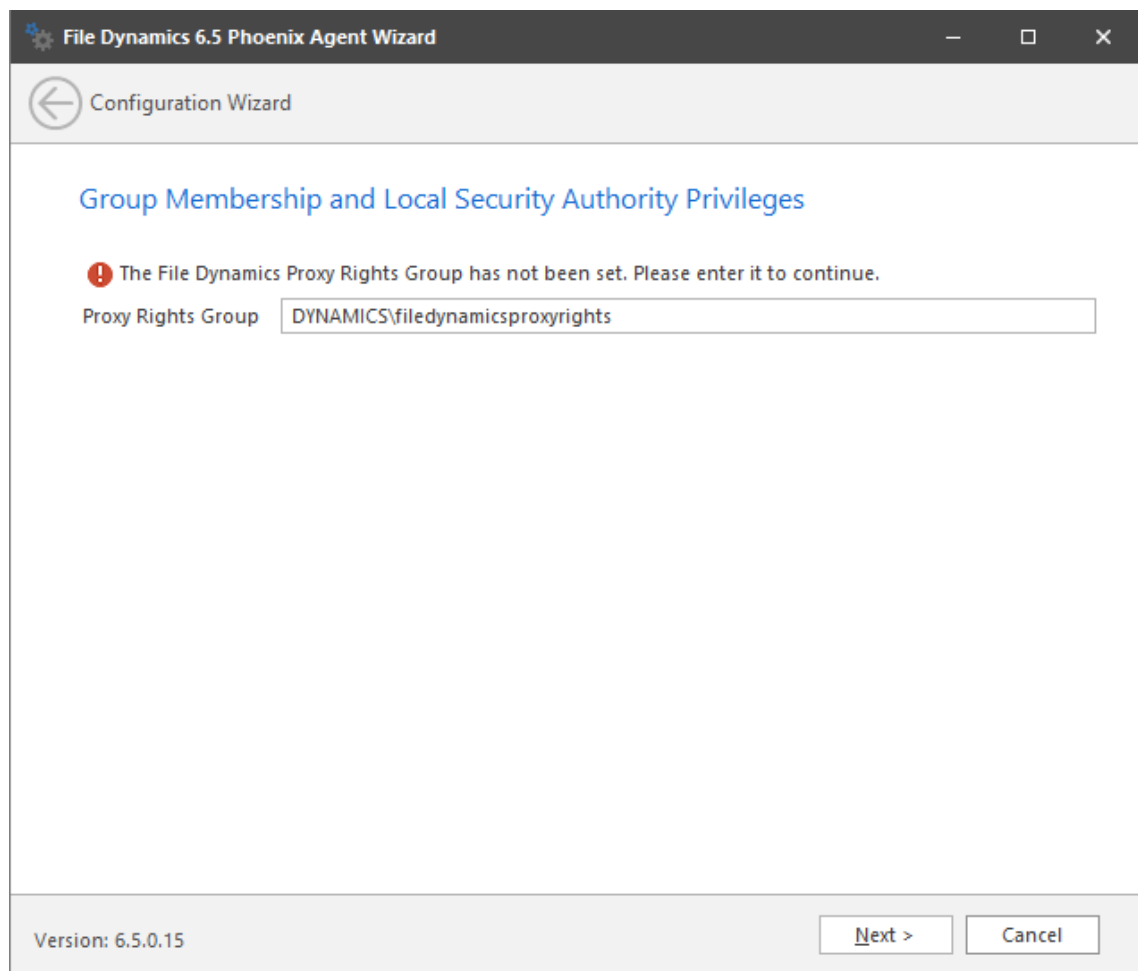 File Dynamics 6.5 Phoenix Agent Wizard
Configuration Wizard
Group Membership and Local Security Authority Privileges
The File Dynamics Proxy Rights Group has not been set. Please enter it to continue.
Proxy Rights Group DYNAMICS\filedynamicsproxyrights
Version: 6.5.0.15 Next > Cancel